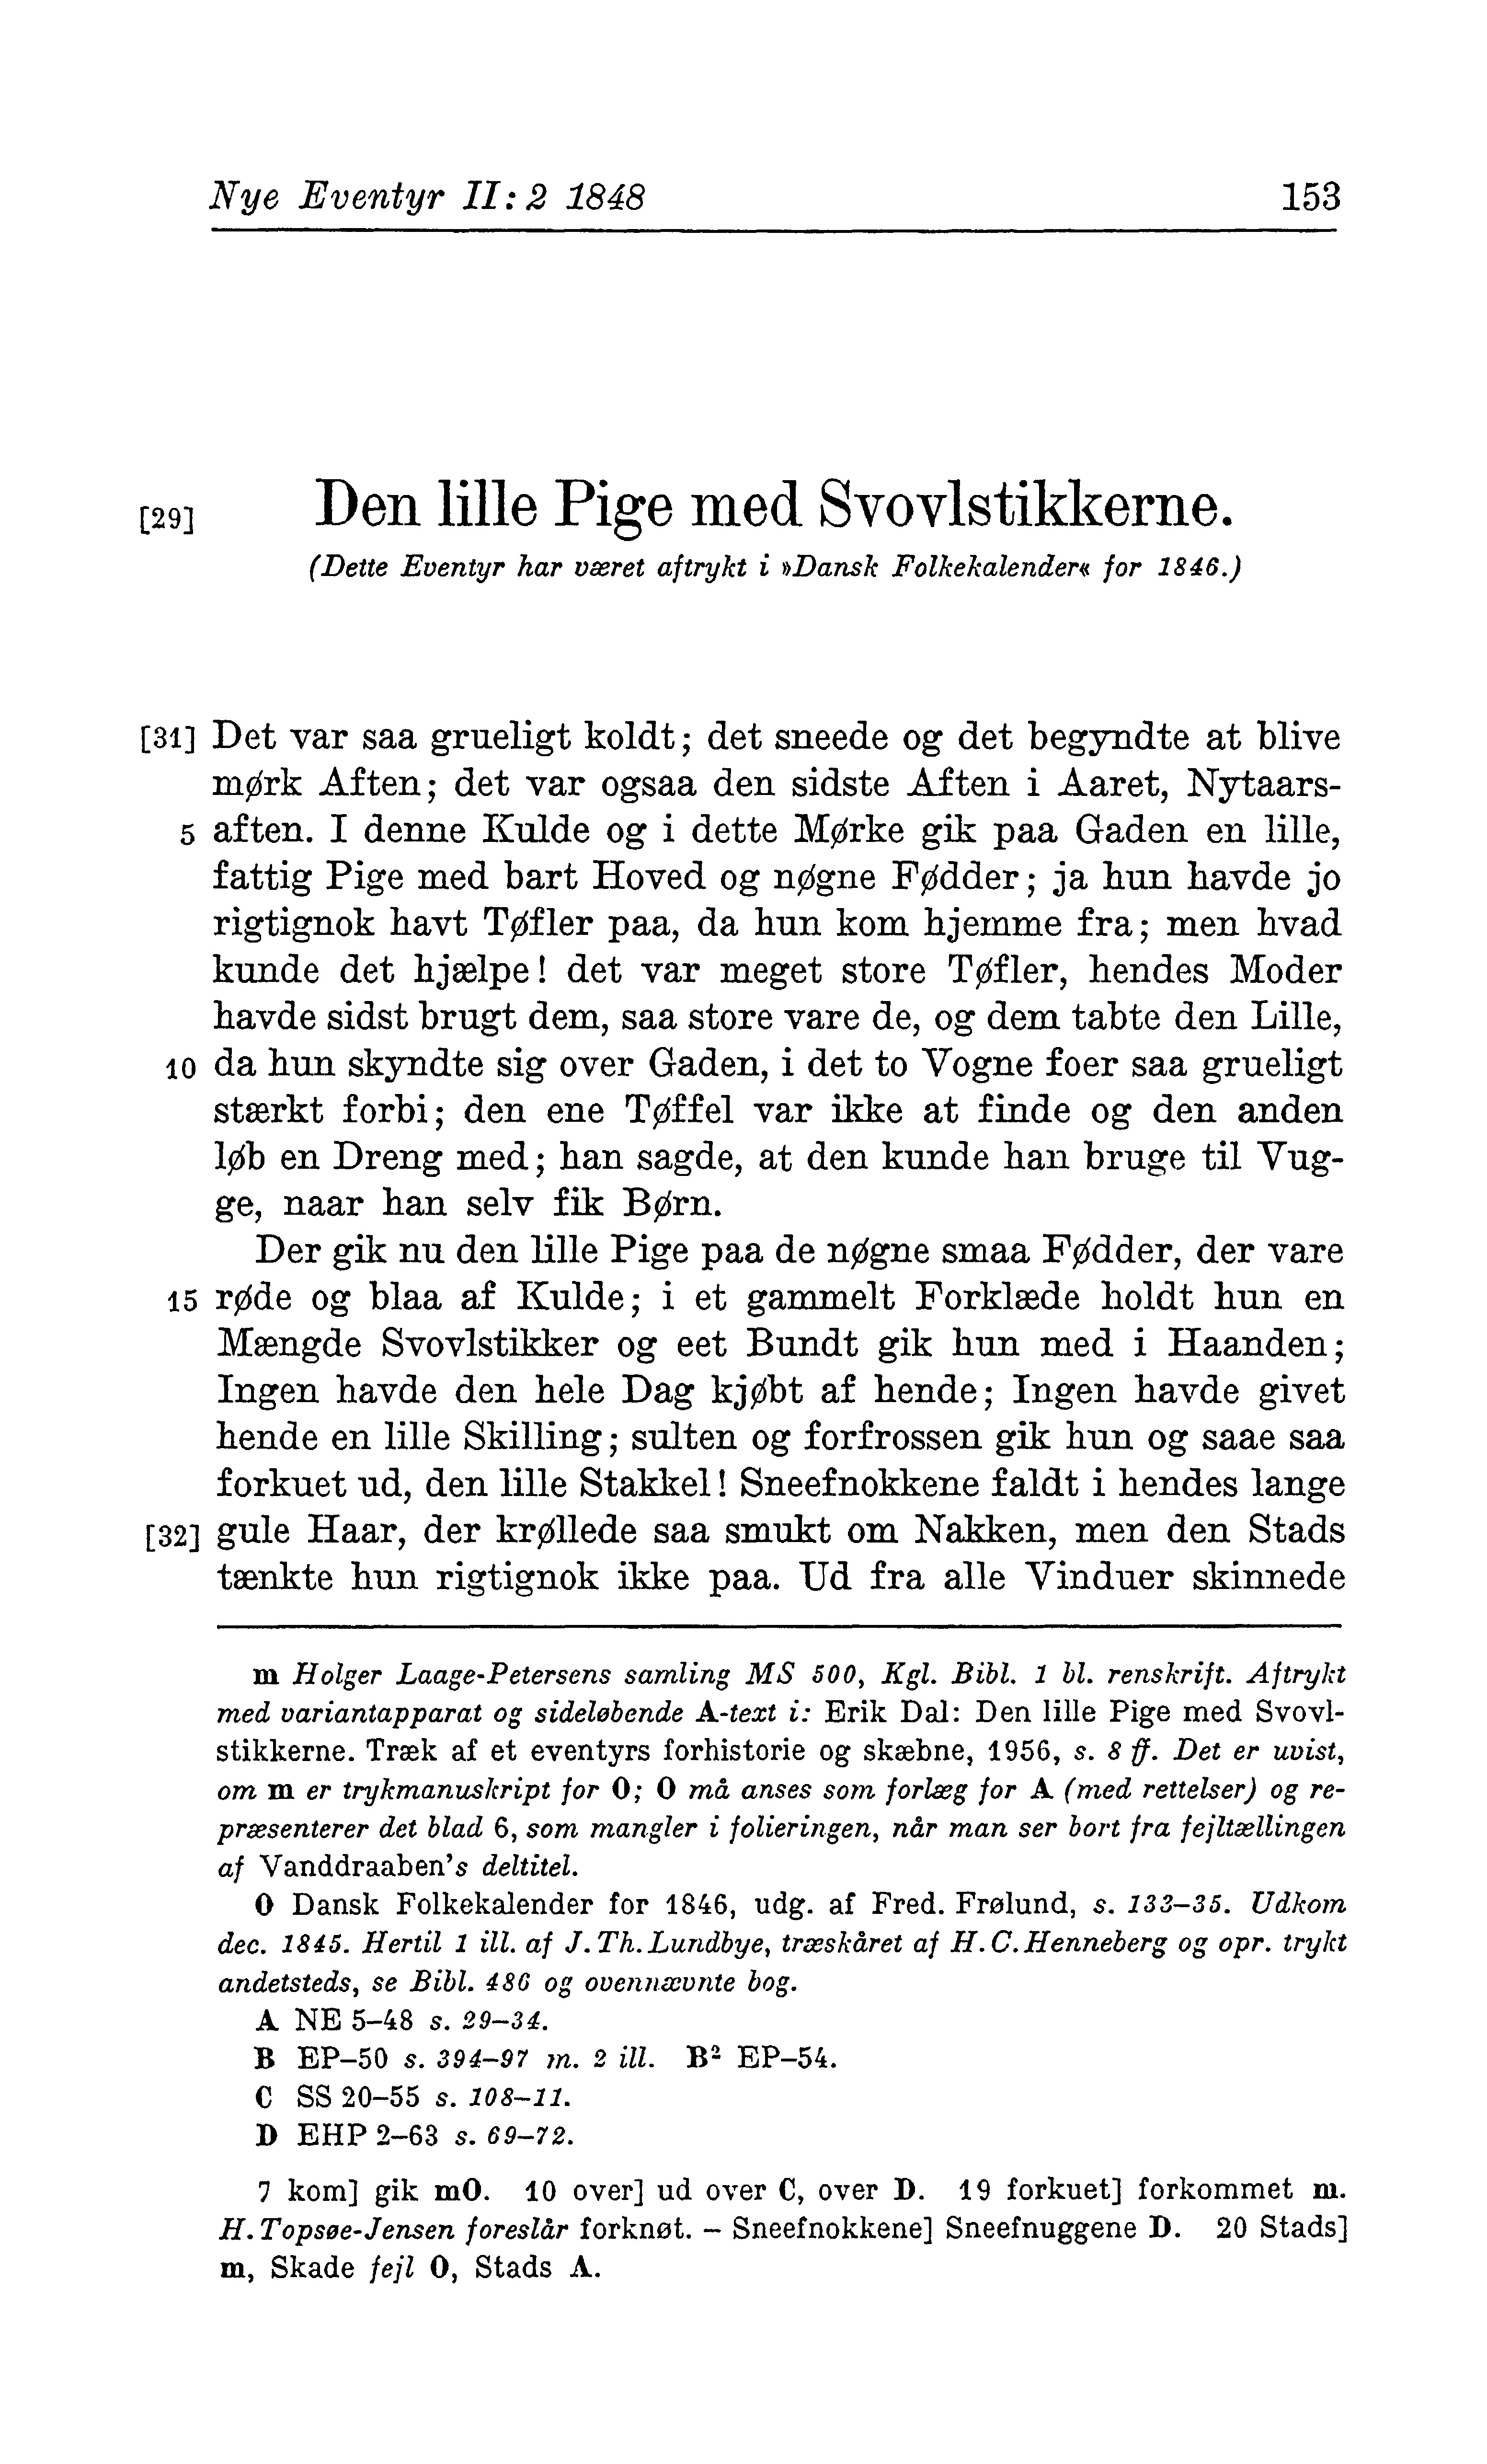 Nye Eventyr II: 2 1848 153
[29] Den lille Pige med Svovlstikkerne.
(Dette Eventyr har været aftrykt i »Dansk Folkekalender« for 1846.)
[31] Det var saa grueligt koldt; det sneede og det begyndte at blive
mørk Aften; det var ogsaa den sidste Aften i Aaret, Nytaars-
5 aften. I denne Kulde og i dette Mørke gik paa Gaden en lille,
fattig Pige med bart Hoved og nøgne Fødder; ja hun havde jo
rigtignok havt Tøfler paa, da hun kom hjemme fra; men hvad
kunde det hjælpe! det var meget store Tøfler, hendes Moder
havde sidst brugt dem, saa store vare de, og dem tabte den Lille,
10 da hun skyndte sig over Gaden, i det to Vogne foer saa grueligt
stærkt forbi; den ene Tøffel var ikke at finde og den anden
løb en Dreng med; han sagde, at den kunde han bruge til Vug-
ge, naar han selv fik Børn.
Der gik nu den lille Pige paa de nøgne smaa Fødder, der vare
15 røde og blaa af Kulde; i et gammelt Forklæde holdt hun en
Mængde Svovlstikker og eet Bundt gik hun med i Haanden;
Ingen havde den hele Dag kjøbt af hende; Ingen havde givet
hende en lille Skilling; sulten og forfrossen gik hun og saae saa
forkuet ud, den lille Stakkel! Sneefnokkene faldt i hendes lange
[32] gule Haar, der krøllede saa smukt om Nakken, men den Stads
tænkte hun rigtignok ikke paa. Ud fra alle Vinduer skinnede
m Holger Laage-Petersens samling MS 500, Kgl. Bibl. 1 bl. renskrift. Aftrykt
med variantapparat og sideløbende A-text i: Erik Dal: Den lille Pige med Svovl-
stikkerne. Træk af et eventyrs forhistorie og skæbne, 1956, s. 8 ff. Det er uvist,
om m er trykmanuskript for O; O må anses som forlæg for A (med rettelser) og re-
præsenterer det blad 6, som mangler i folieringen, når man ser bort fra fejltællingen
af Vanddraaben's deltitel.
O Dansk Folkekalender for 1846, udg. af Fred. Frølund, s. 133–35. Udkom
dec. 1845. Hertil 1 ill. af J. Th. Lundbye, træskåret af H. C. Henneberg og opr. trykt
andetsteds, se Bibl. 486 og ovennævnte bog.
A NE 5–48 s. 29–34.
B EP–50 s. 394–97 m. 2 ill. B² EP–54.
C SS 20–55 s. 108–11.
D EHP 2–63 s. 69–72.
7 kom] gik mO. 10 over] ud over C, over D. 19 forkuet] forkommet m.
H. Topsøe-Jensen foreslår forknøt. – Sneefnokkene] Sneefnuggene D. 20 Stads]
m, Skade fejl O, Stads A.